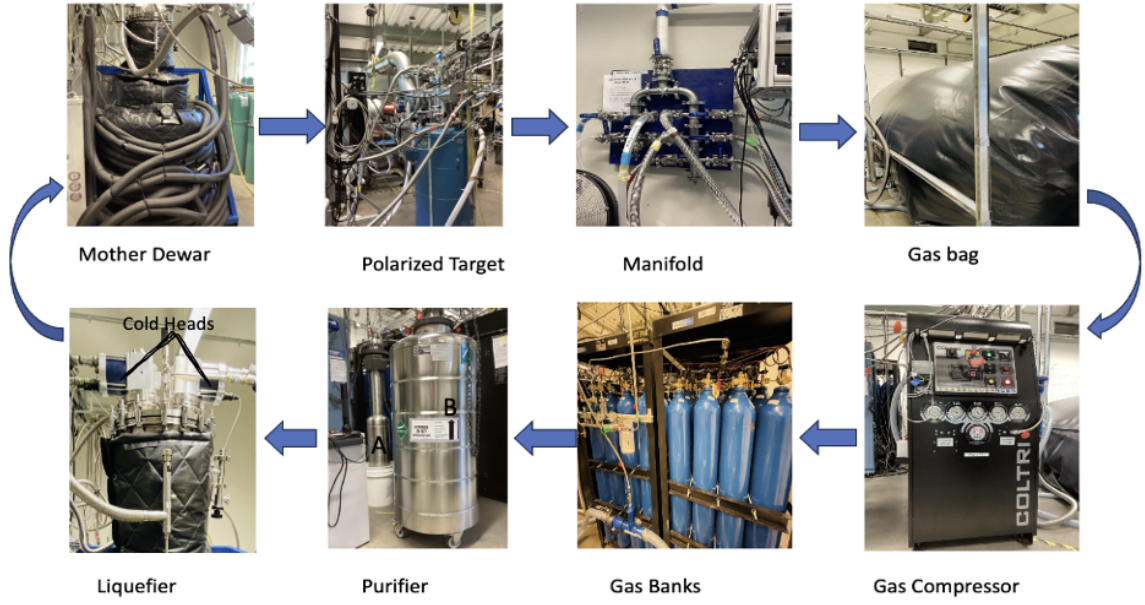 Mother Dewar
Polarized Target
Manifold
Gas bag
Cold Heads
A
B
COLTRI
Liquefier
Purifier
Gas Banks
Gas Compressor